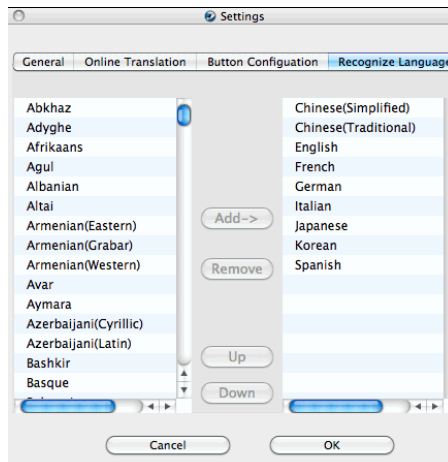 Settings
General
Online Translation
Button Configuation
Recognize Language
Abkhaz
Adyghe
Afrikaans
Agul
Albanian
Altai
Armenian(Eastern)
Armenian(Grabar)
Armenian(Western)
Avar
Aymara
Azerbaijani(Cyrillic)
Azerbaijani(Latin)
Bashkir
Basque
Add->
Remove
Up
Down
Chinese(Simplified)
Chinese(Traditional)
English
French
German
Italian
Japanese
Korean
Spanish
Cancel
OK